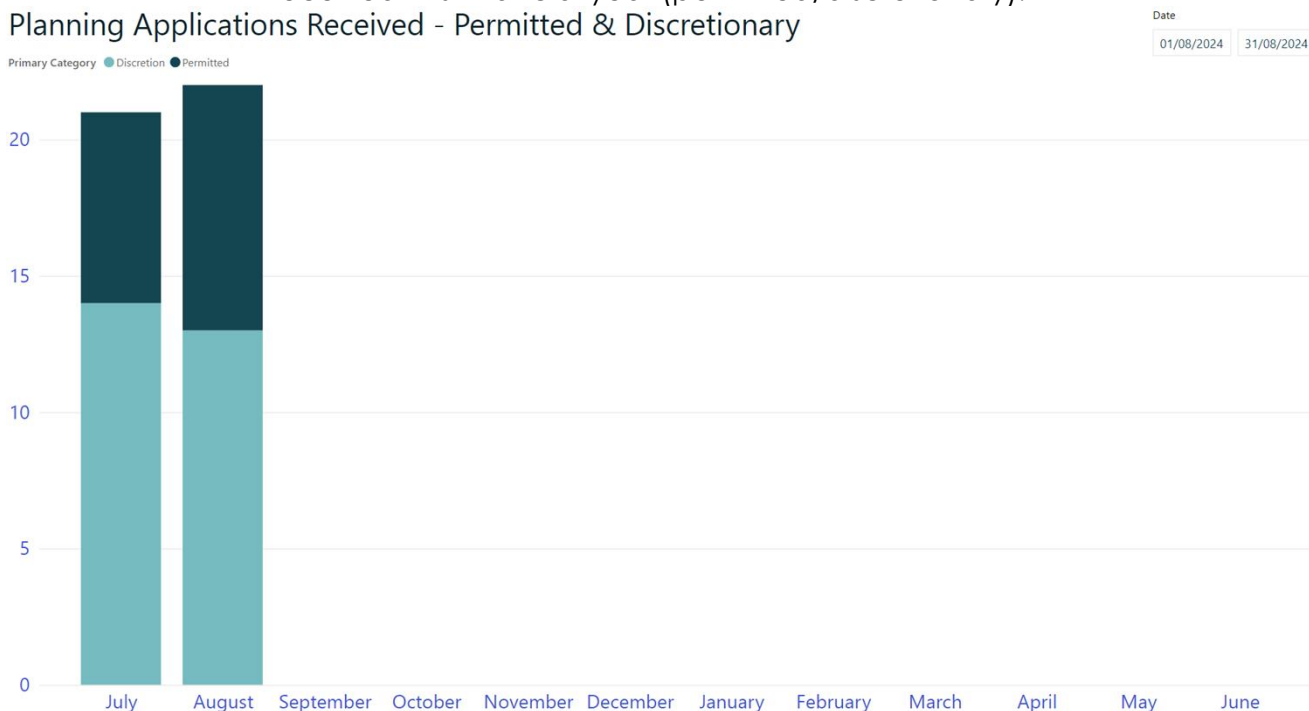 Planning Applications Received - Permitted & Discretionary
Date
01/08/2024 31/08/2024
Primary Category Discretion Permitted
20
15
10
5
0
July August September October November December January February March April May June